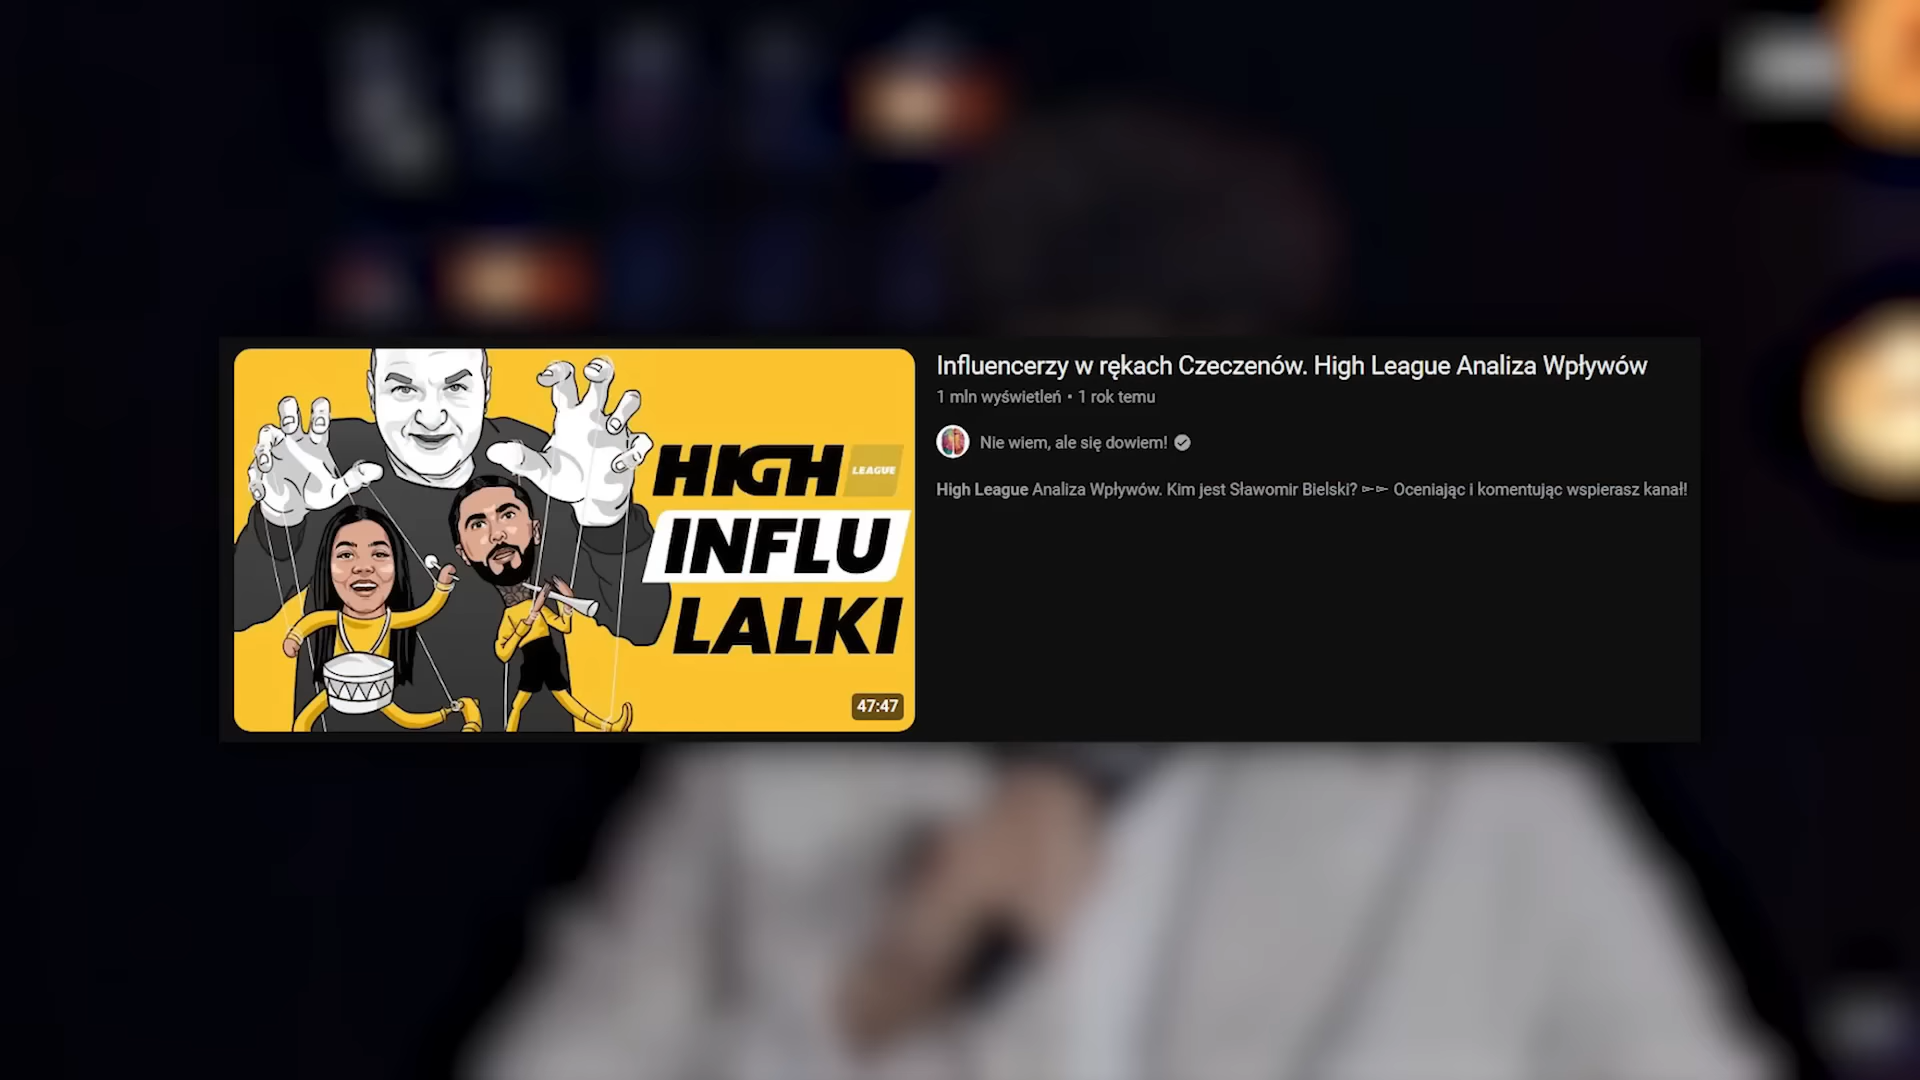 HIGH LEAGUE
INFLU
LALKI
47:47
Influencerzy w rękach Czeczenów. High League Analiza Wpływów
1 mln wyświetleń • 1 rok temu
Nie wiem, ale się dowiem!
High League Analiza Wpływów. Kim jest Sławomir Bielski? ➳➳ Oceniając i komentując wspierasz kanał!